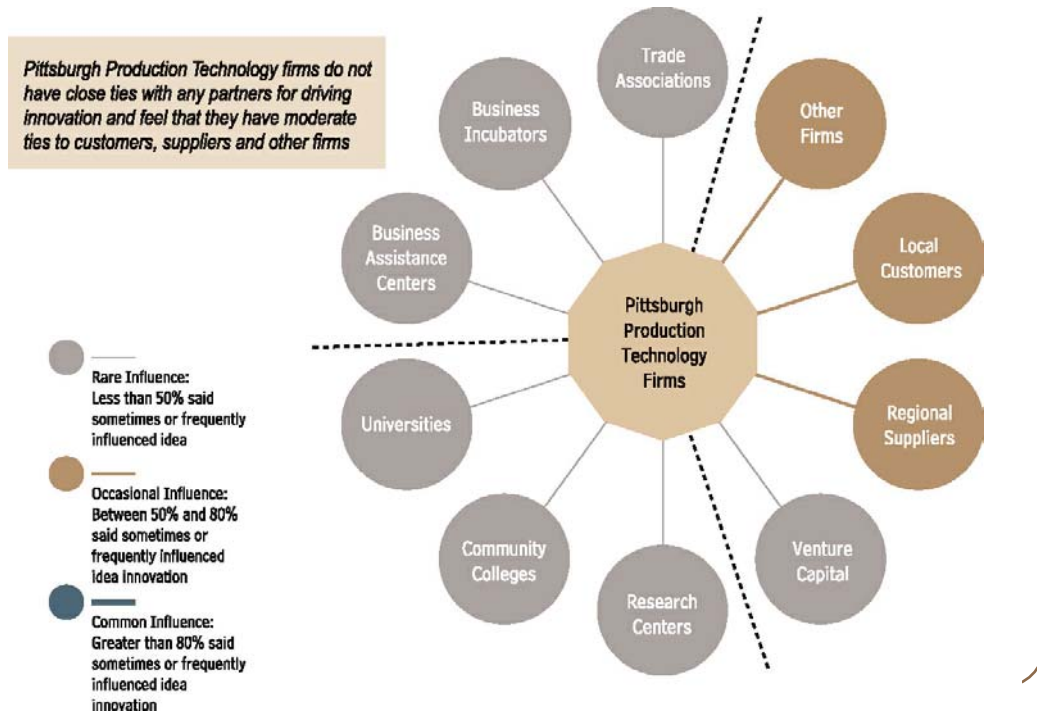 Pittsburgh Production Technology firms do not
have close ties with any partners for driving
innovation and feel that they have moderate
ties to customers, suppliers and other firms
Trade
Associations
Business
Incubators
Other
Firms
Business
Assistance
Centers
Local
Customers
Pittsburgh
Production
Technology
Firms
Universities
Regional
Suppliers
Community
Colleges
Research
Centers
Venture
Capital
Rare Influence:
Less than 50% said
sometimes or frequently
influenced idea
Occasional Influence:
Between 50% and 80%
said sometimes or
frequently influenced
idea innovation
Common Influence:
Greater than 80% said
sometimes or frequently
influenced idea
innovation